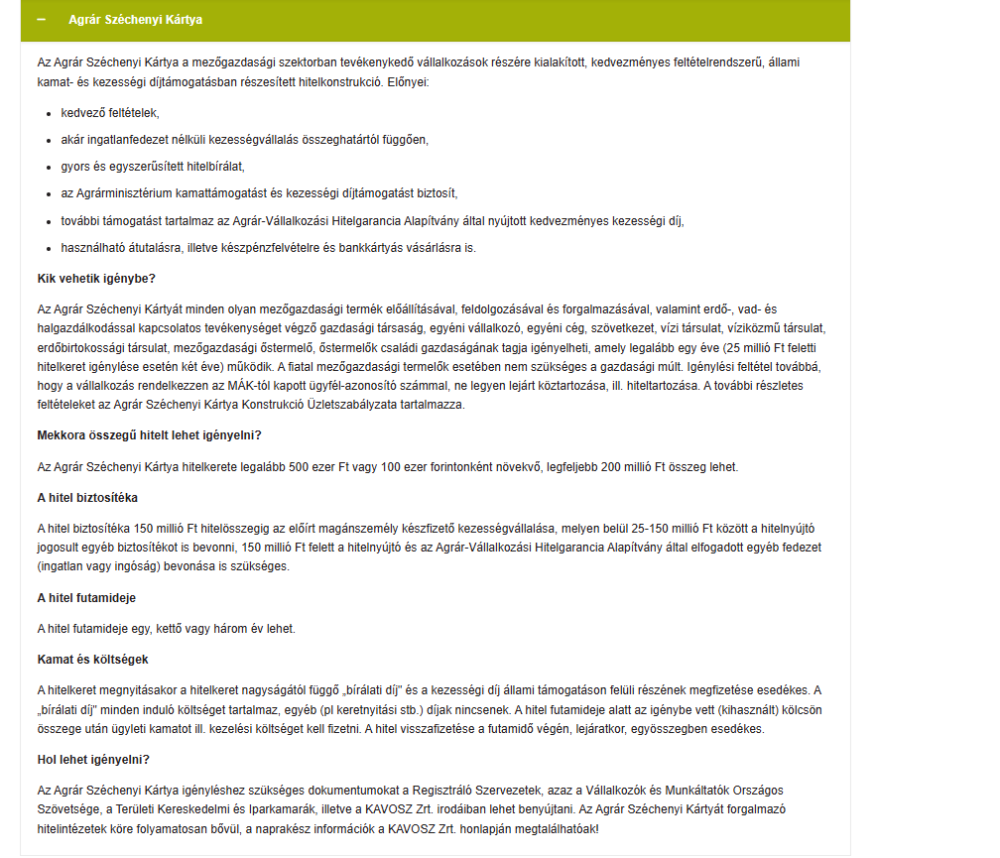 − Agrár Széchenyi Kártya
Az Agrár Széchenyi Kártya a mezőgazdasági szektorban tevékenykedő vállalkozások részére kialakított, kedvezményes feltételrendszerű, állami
kamat- és kezességi díjtámogatásban részesített hitelkonstrukció. Előnyei:
• kedvező feltételek,
• akár ingatlanfedezet nélküli kezességvállalás összeghatártól függően,
• gyors és egyszerűsített hitelbírálat,
• az Agrárminisztérium kamattámogatást és kezességi díjtámogatást biztosít,
• további támogatást tartalmaz az Agrár-Vállalkozási Hitelgarancia Alapítvány által nyújtott kedvezményes kezességi díj,
• használható átutalásra, illetve készpénzfelvételre és bankkártyás vásárlásra is.
Kik vehetik igénybe?
Az Agrár Széchenyi Kártyát minden olyan mezőgazdasági termék előállításával, feldolgozásával és forgalmazásával, valamint erdő-, vad- és
halgazdálkodással kapcsolatos tevékenységet végző gazdasági társaság, egyéni vállalkozó, egyéni cég, szövetkezet, vízi társulat, víziközmű társulat,
erdőbirtokossági társulat, mezőgazdasági őstermelő, őstermelők családi gazdaságának tagja igényelheti, amely legalább egy éve (25 millió Ft feletti
hitelkeret igénylése esetén két éve) működik. A fiatal mezőgazdasági termelők esetében nem szükséges a gazdasági múlt. Igénylési feltétel továbbá,
hogy a vállalkozás rendelkezzen az MÁK-tól kapott ügyfél-azonosító számmal, ne legyen lejárt köztartozása, ill. hiteltartozása. A további részletes
feltételeket az Agrár Széchenyi Kártya Konstrukció Üzletszabályzata tartalmazza.
Mekkora összegű hitelt lehet igényelni?
Az Agrár Széchenyi Kártya hitelkerete legalább 500 ezer Ft vagy 100 ezer forintonként növekvő, legfeljebb 200 millió Ft összeg lehet.
A hitel biztosítéka
A hitel biztosítéka 150 millió Ft hitelösszegig az előírt magánszemély készfizető kezességvállalása, melyen belül 25-150 millió Ft között a hitelnyújtó
jogosult egyéb biztosítékot is bevonni, 150 millió Ft felett a hitelnyújtó és az Agrár-Vállalkozási Hitelgarancia Alapítvány által elfogadott egyéb fedezet
(ingatlan vagy ingóság) bevonása is szükséges.
A hitel futamideje
A hitel futamideje egy, kettő vagy három év lehet.
Kamat és költségek
A hitelkeret megnyitásakor a hitelkeret nagyságától függő „bírálati díj" és a kezességi díj állami támogatáson felüli részének megfizetése esedékes. A
„bírálati díj" minden induló költséget tartalmaz, egyéb (pl keretnyitási stb.) díjak nincsenek. A hitel futamideje alatt az igénybe vett (kihasznált) kölcsön
összege után ügyleti kamatot ill. kezelési költséget kell fizetni. A hitel visszafizetése a futamidő végén, lejáratkor, egyösszegben esedékes.
Hol lehet igényelni?
Az Agrár Széchenyi Kártya igényléshez szükséges dokumentumokat a Regisztráló Szervezetek, azaz a Vállalkozók és Munkáltatók Országos
Szövetsége, a Területi Kereskedelmi és Iparkamarák, illetve a KAVOSZ Zrt. irodáiban lehet benyújtani. Az Agrár Széchenyi Kártyát forgalmazó
hitelintézetek köre folyamatosan bővül, a naprakész információk a KAVOSZ Zrt. honlapján megtalálhatóak!